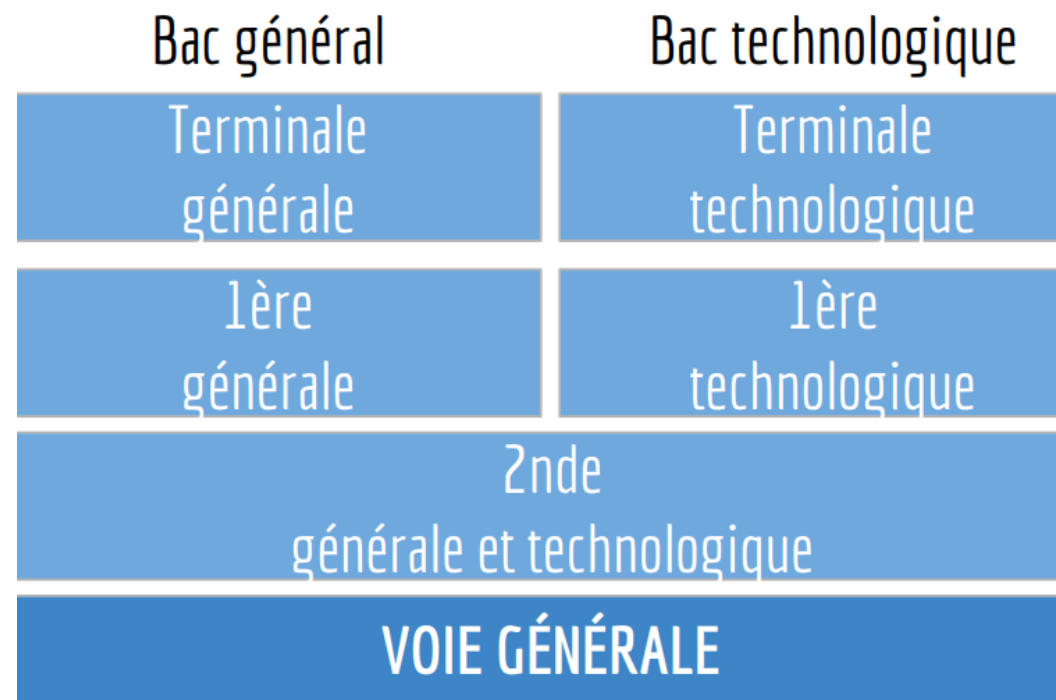 Bac général
Bac technologique
Terminale
générale
Terminale
technologique
1ère
générale
1ère
technologique
2nde
générale et technologique
VOIE GÉNÉRALE